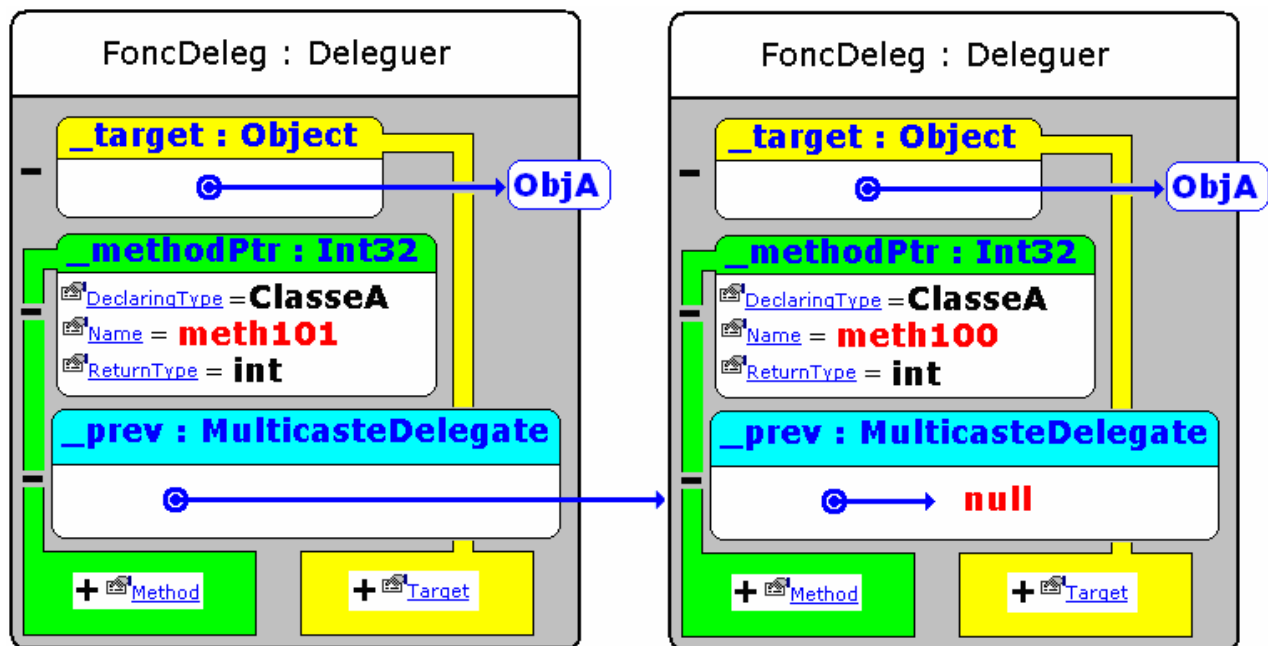 FoncDeleg : Deleguer
_target : Object
ObjA
_methodPtr : Int32
DeclaringType = ClasseA
Name = meth101
ReturnType = int
_prev : MulticasteDelegate
+ Method
+ Target
FoncDeleg : Deleguer
_target : Object
ObjA
_methodPtr : Int32
DeclaringType = ClasseA
Name = meth100
ReturnType = int
_prev : MulticasteDelegate
null
+ Method
+ Target